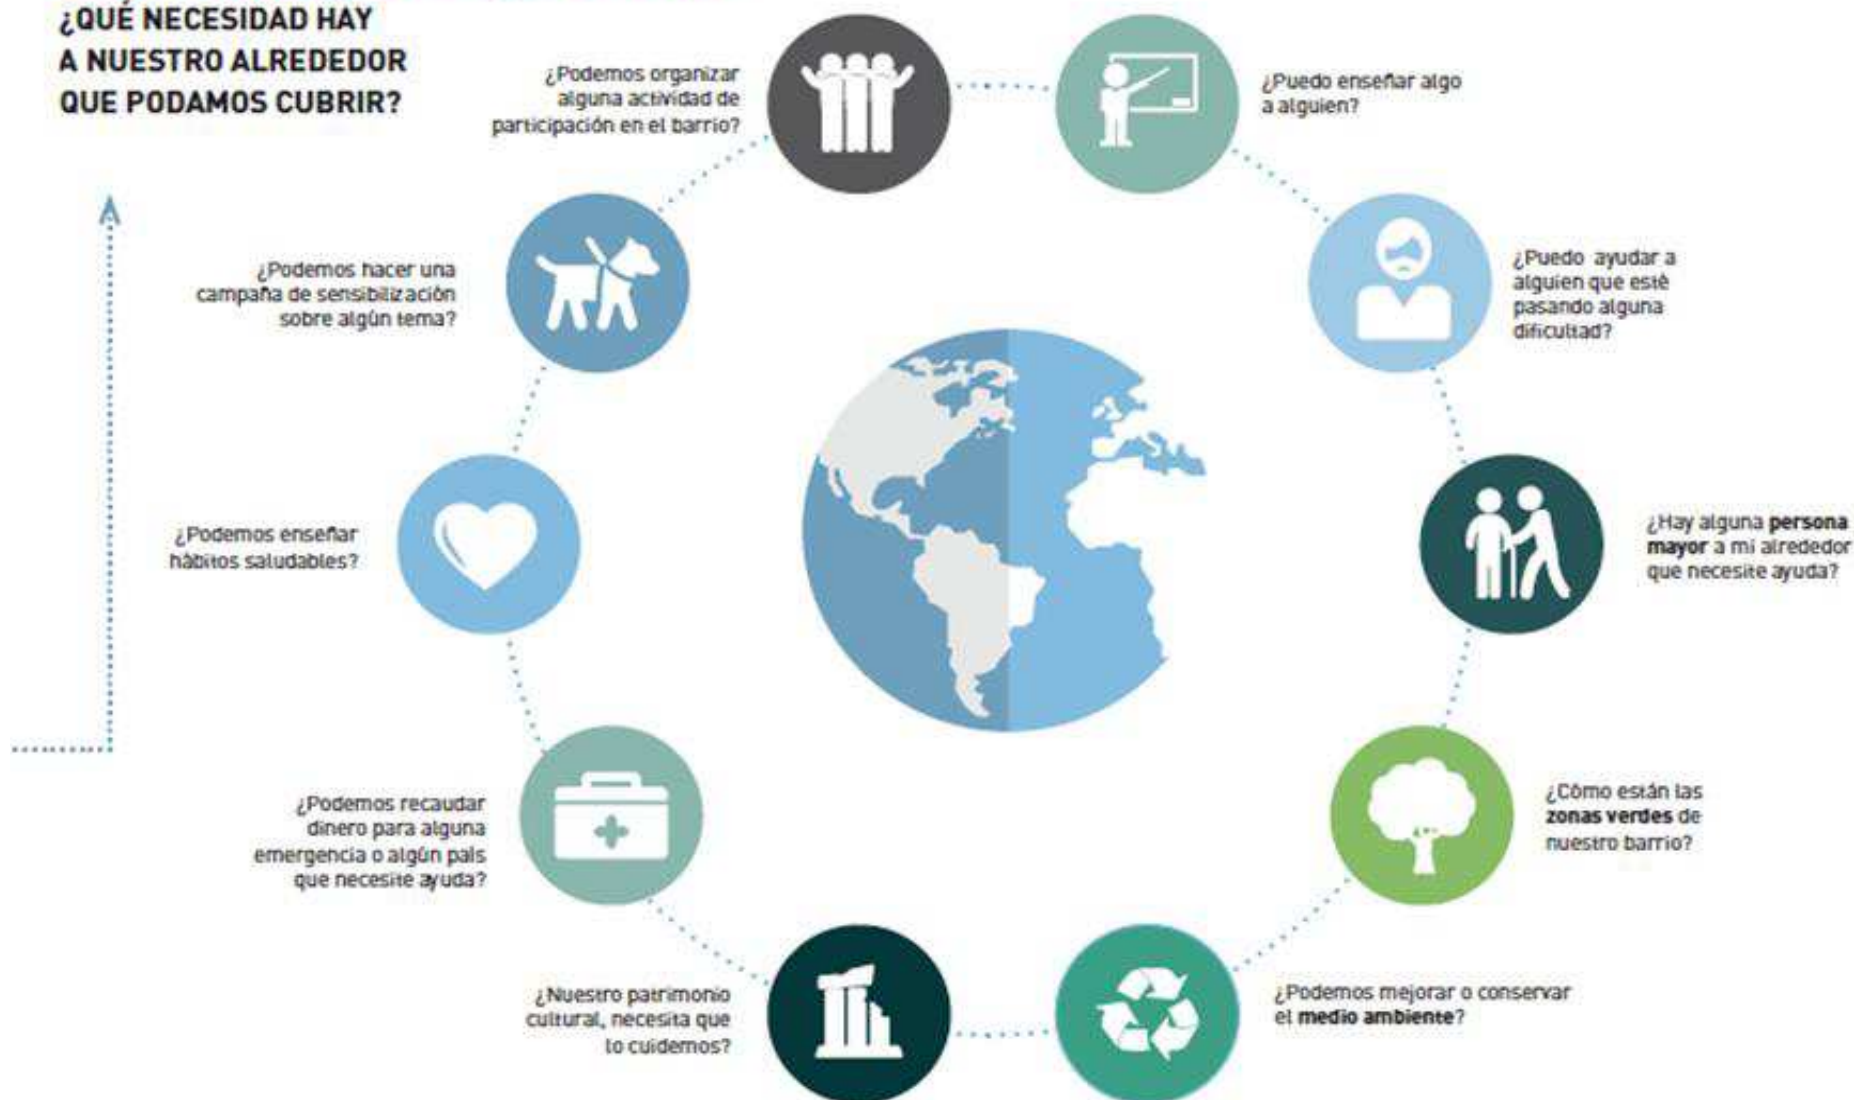 ¿QUÉ NECESIDAD HAY
A NUESTRO ALREDEDOR
QUE PODAMOS CUBRIR?
¿Podemos organizar
alguna actividad de
participación en el barrio?
¿Puedo enseñar algo
a alguien?
¿Puedo ayudar a
alguien que esté
pasando alguna
dificultad?
¿Hay alguna persona
mayor a mi alrededor
que necesite ayuda?
¿Cómo están las
zonas verdes de
nuestro barrio?
¿Podemos mejorar o conservar
el medio ambiente?
¿Nuestro patrimonio
cultural, necesita que
lo cuidemos?
¿Podemos recaudar
dinero para alguna
emergencia o algún país
que necesite ayuda?
¿Podemos enseñar
hábitos saludables?
¿Podemos hacer una
campaña de sensibilización
sobre algún tema?